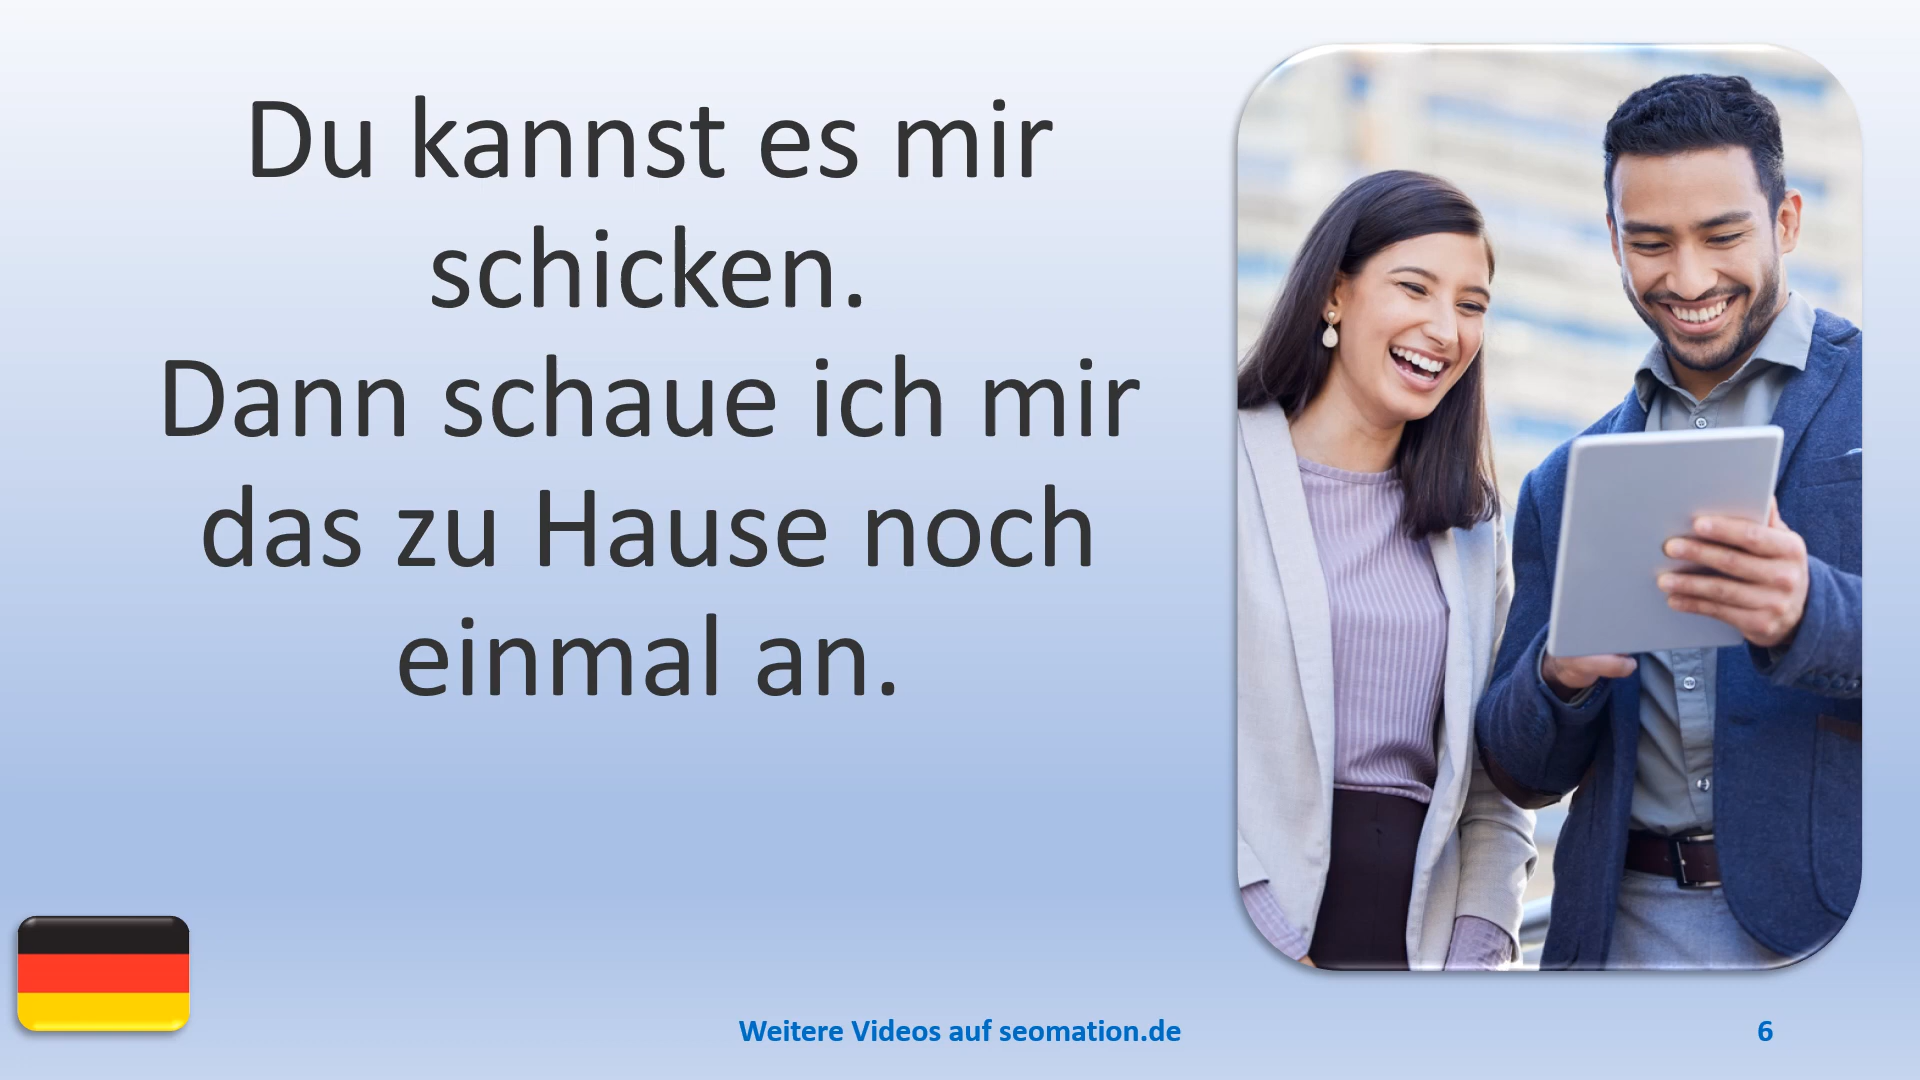 Du kannst es mir
schicken.
Dann schaue ich mir
das zu Hause noch
einmal an.
Weitere Videos auf seomation.de
6